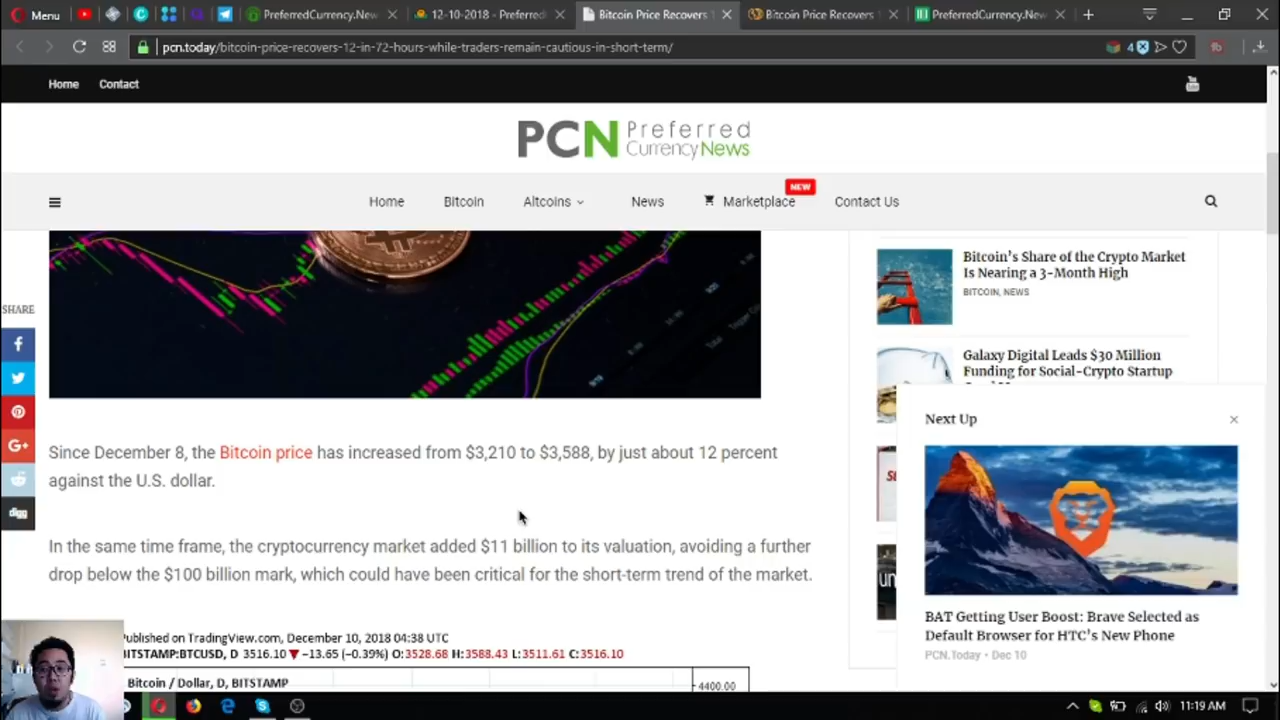 Menu
PreferredCurrency.New
12-10-2018 - Preferred
Bitcoin Price Recovers
Bitcoin Price Recovers
PreferredCurrency.New
pcn.today/bitcoin-price-recovers-12-in-72-hours-while-traders-remain-cautious-in-short-term/
4
Home Contact
PCN Preferred
CurrencyNews
Home Bitcoin Altcoins News Marketplace NEW Contact Us
SHARE
digg
Since December 8, the Bitcoin price has increased from $3,210 to $3,588, by just about 12 percent
against the U.S. dollar.
In the same time frame, the cryptocurrency market added $11 billion to its valuation, avoiding a further
drop below the $100 billion mark, which could have been critical for the short-term trend of the market.
Published on TradingView.com, December 10, 2018 04:38 UTC
BITSTAMP:BTCUSD, D 3516.10 ▼ −13.65 (−0.39%) O:3528.68 H:3588.43 L:3511.61 C:3516.10
Bitcoin / Dollar, D, BITSTAMP
4400.00
Bitcoin's Share of the Crypto Market
Is Nearing a 3-Month High
BITCOIN, NEWS
Galaxy Digital Leads $30 Million
Funding for Social-Crypto Startup
Next Up
BAT Getting User Boost: Brave Selected as
Default Browser for HTC's New Phone
PCN.Today • Dec 10
11:19 AM